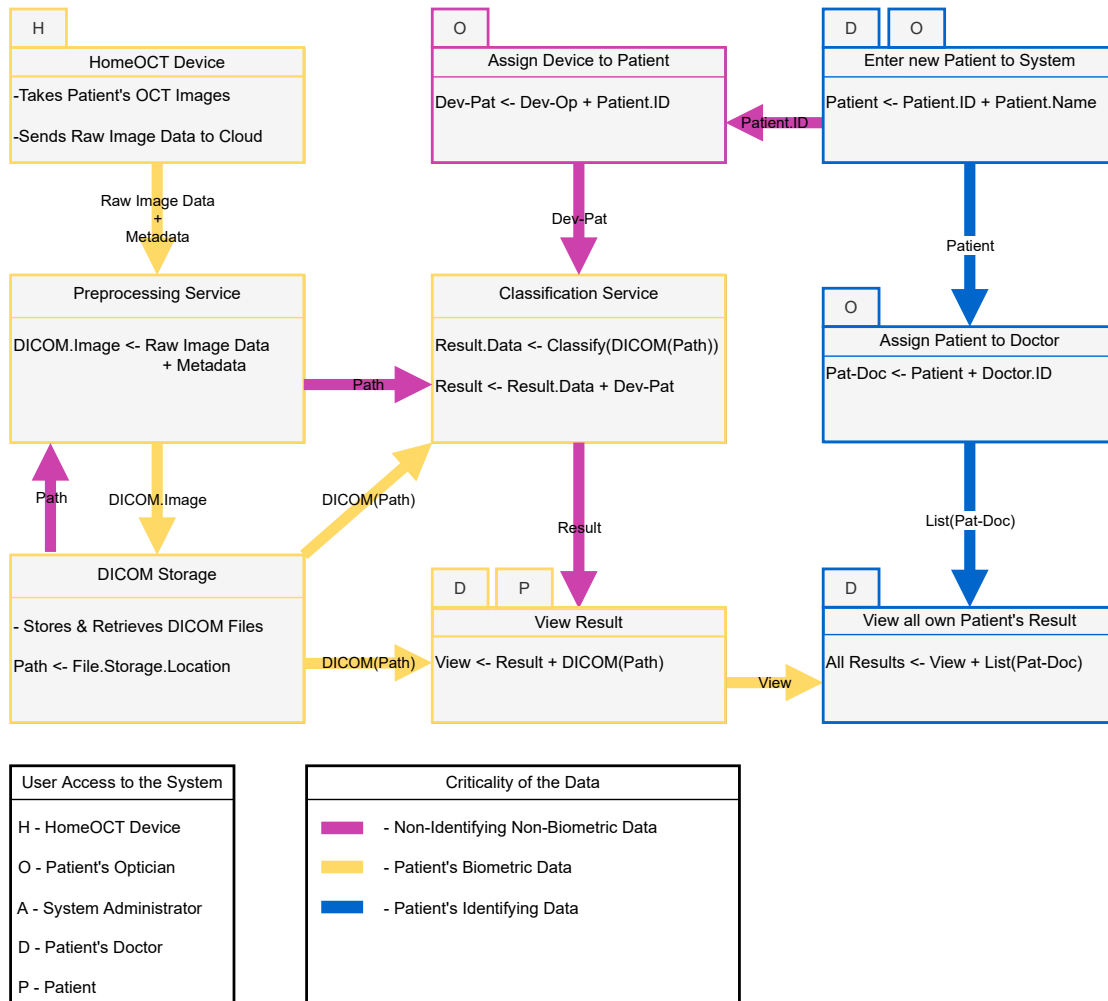 H
HomeOCT Device
-Takes Patient's OCT Images
-Sends Raw Image Data to Cloud
O
Assign Device to Patient
Dev-Pat <- Dev-Op + Patient.ID
D
O
Enter new Patient to System
Patient <- Patient.ID + Patient.Name
Patient.ID
Raw Image Data
+
Metadata
Dev-Pat
Patient
Preprocessing Service
DICOM.Image <- Raw Image Data
+ Metadata
Path
Classification Service
Result.Data <- Classify(DICOM(Path))
Result <- Result.Data + Dev-Pat
O
Assign Patient to Doctor
Pat-Doc <- Patient + Doctor.ID
Path
DICOM.Image
DICOM(Path)
Result
List(Pat-Doc)
DICOM Storage
- Stores & Retrieves DICOM Files
Path <- File.Storage.Location
DICOM(Path)
D
P
View Result
View <- Result + DICOM(Path)
View
D
View all own Patient's Result
All Results <- View + List(Pat-Doc)
User Access to the System
H - HomeOCT Device
O - Patient's Optician
A - System Administrator
D - Patient's Doctor
P - Patient
Criticality of the Data
- Non-Identifying Non-Biometric Data
- Patient's Biometric Data
- Patient's Identifying Data